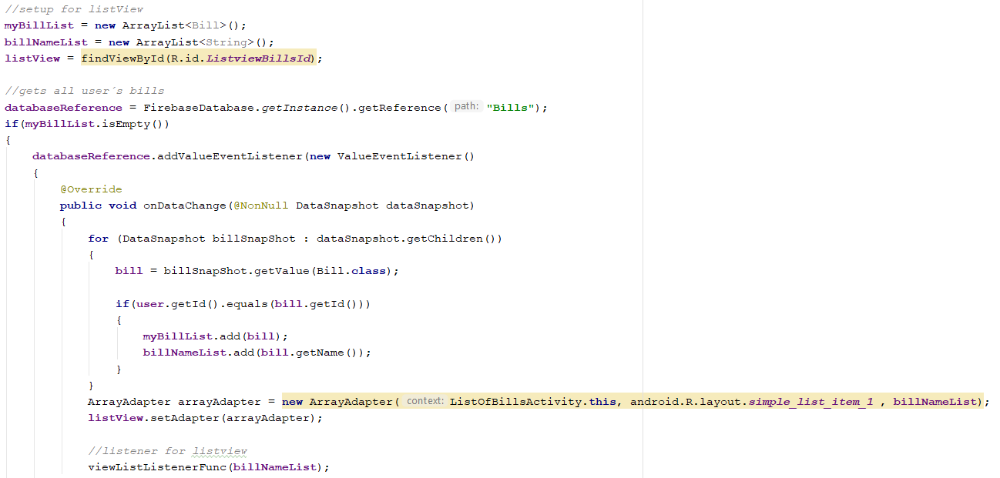 //setup for listView
myBillList = new ArrayList<Bill>();
billNameList = new ArrayList<String>();
listView = findViewById(R.id.ListviewBillsId);

//gets all user´s bills
databaseReference = FirebaseDatabase.getInstance().getReference( path: "Bills");
if(myBillList.isEmpty())
{
    databaseReference.addValueEventListener(new ValueEventListener()
    {
        @Override
        public void onDataChange(@NonNull DataSnapshot dataSnapshot)
        {
            for (DataSnapshot billSnapShot : dataSnapshot.getChildren())
            {
                bill = billSnapShot.getValue(Bill.class);

                if(user.getId().equals(bill.getId()))
                {
                    myBillList.add(bill);
                    billNameList.add(bill.getName());
                }
            }
            ArrayAdapter arrayAdapter = new ArrayAdapter( context: ListOfBillsActivity.this, android.R.layout.simple_list_item_1 , billNameList);
            listView.setAdapter(arrayAdapter);

            //listener for listview
            viewListListenerFunc(billNameList);